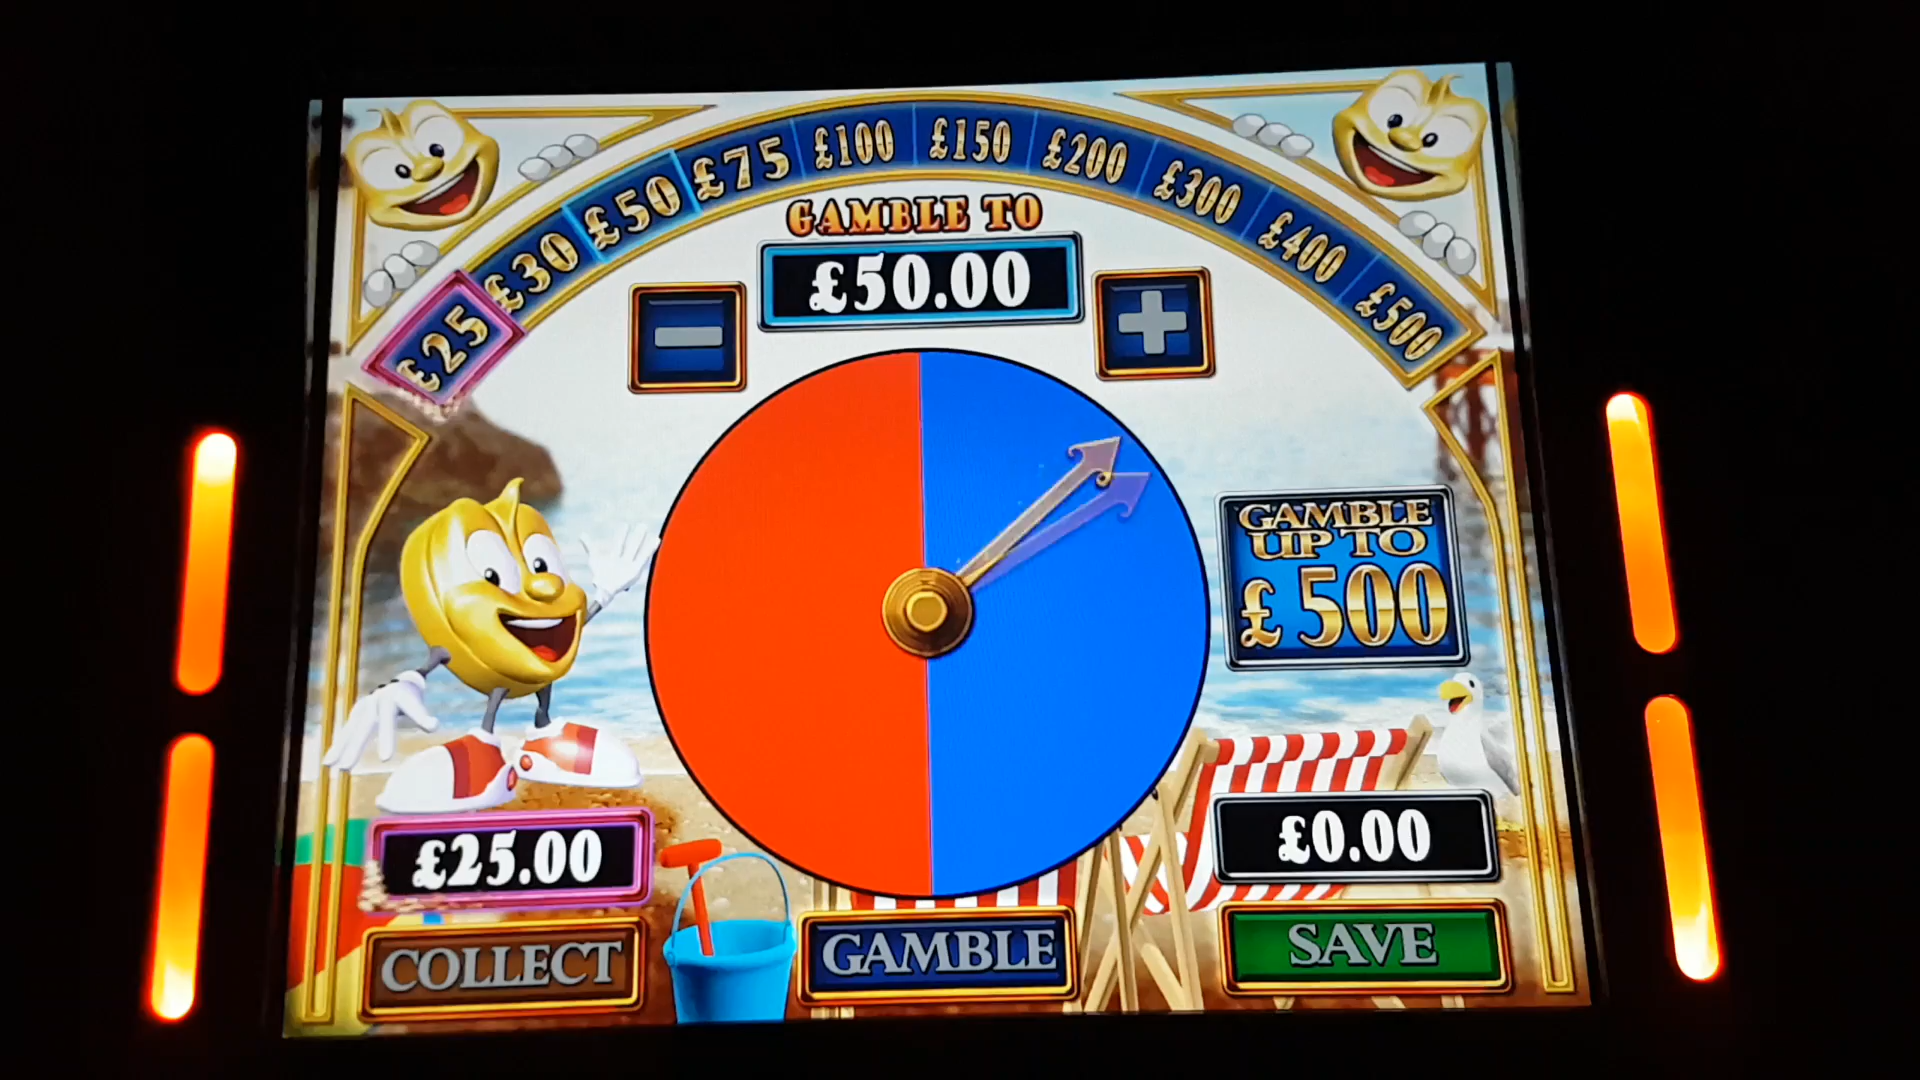 £25 £30 £50 £75 £100 £150 £200 £300 £400 £500
GAMBLE TO
£50.00
GAMBLE
UP TO
£500
£25.00
£0.00
COLLECT
GAMBLE
SAVE